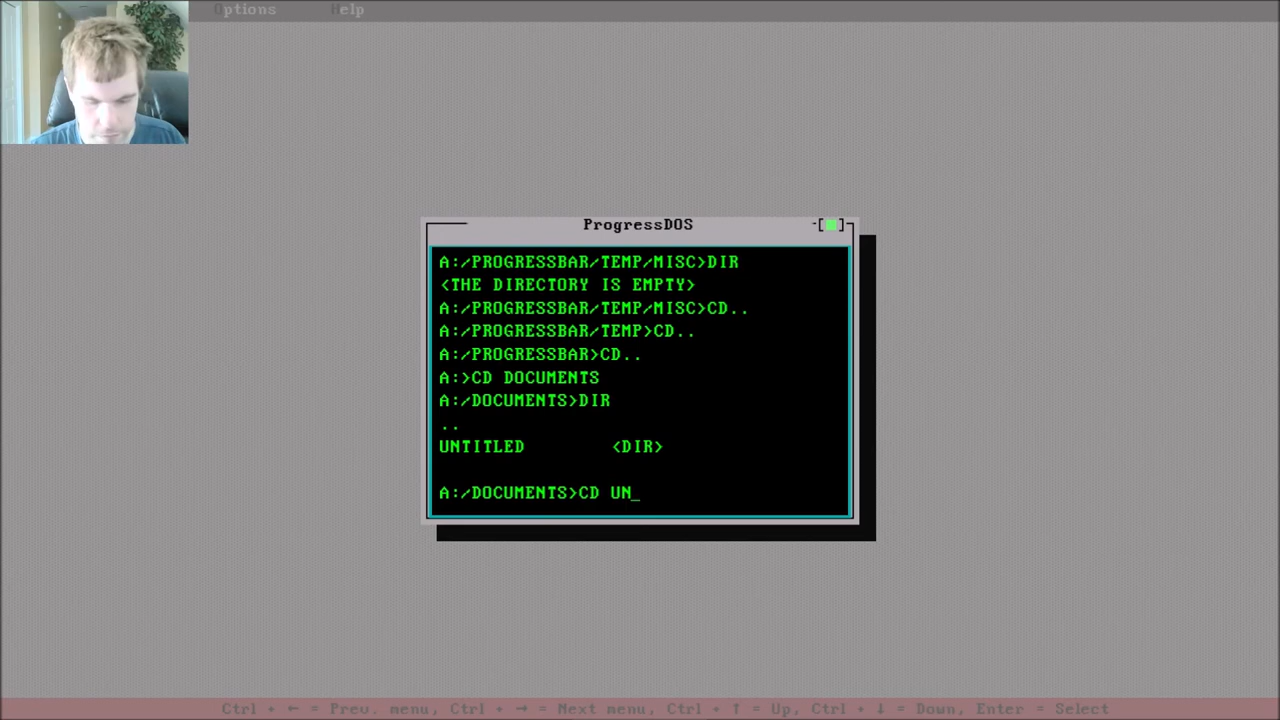 Options Help
ProgressDOS
A:/PROGRESSBAR/TEMP/MISC>DIR
<THE DIRECTORY IS EMPTY>
A:/PROGRESSBAR/TEMP/MISC>CD..
A:/PROGRESSBAR/TEMP>CD..
A:/PROGRESSBAR>CD..
A:>CD DOCUMENTS
A:/DOCUMENTS>DIR
..
UNTITLED <DIR>
A:/DOCUMENTS>CD UN_
Ctrl + ← = Prev. menu, Ctrl + → = Next menu, Ctrl + ↑ = Up, Ctrl + ↓ = Down, Enter = Select